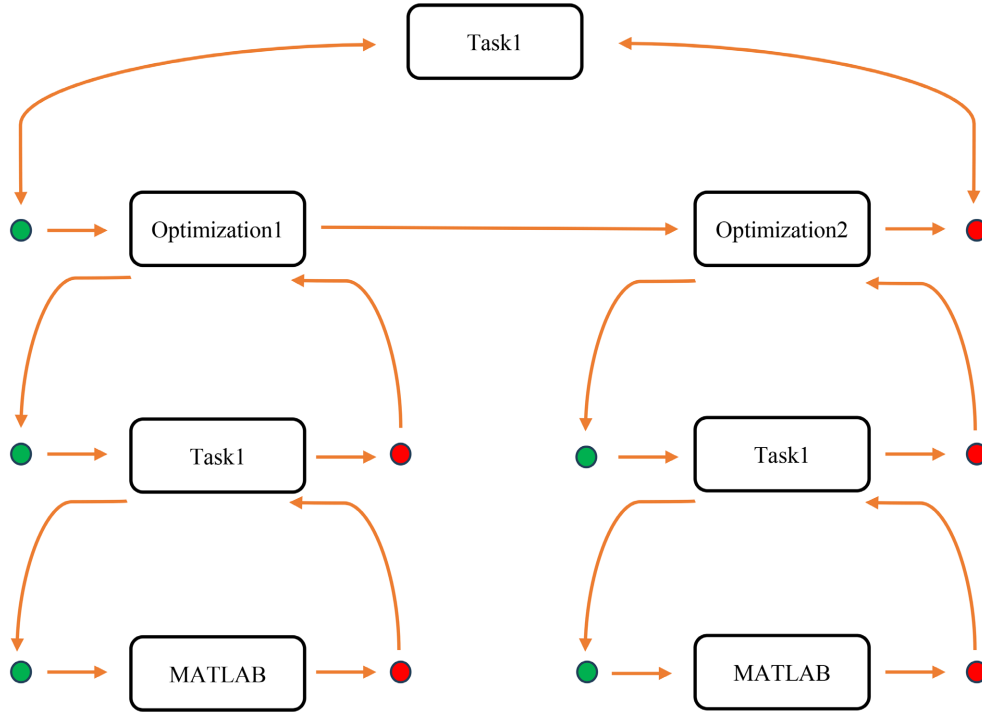 Task1
Optimization1
Optimization2
Task1
Task1
MATLAB
MATLAB